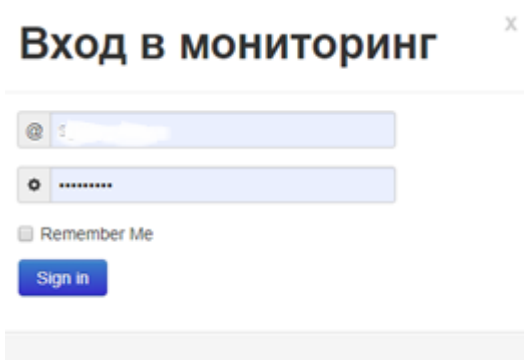 Вход в мониторинг
x
@
•••••••••
Remember Me
Sign in